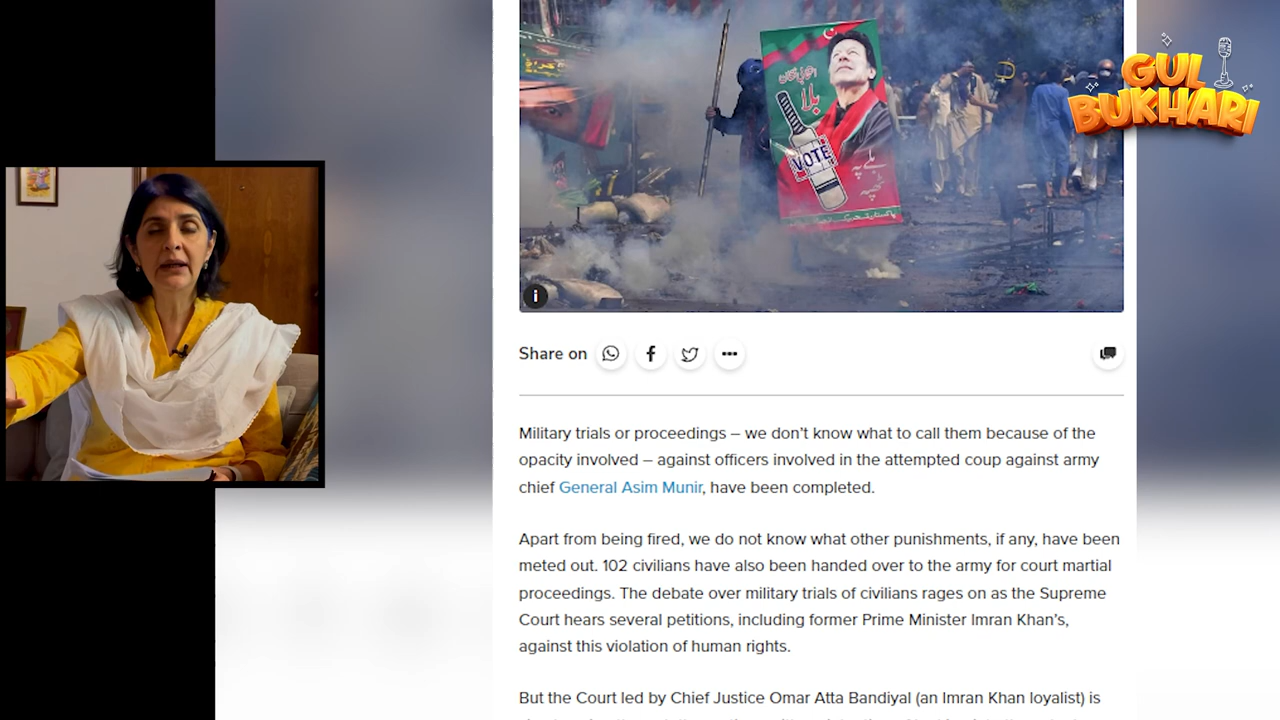 GUL
BUKHARI
بلا
VOTE
Share on
Military trials or proceedings – we don't know what to call them because of the
opacity involved – against officers involved in the attempted coup against army
chief General Asim Munir, have been completed.
Apart from being fired, we do not know what other punishments, if any, have been
meted out. 102 civilians have also been handed over to the army for court martial
proceedings. The debate over military trials of civilians rages on as the Supreme
Court hears several petitions, including former Prime Minister Imran Khan's,
against this violation of human rights.
But the Court led by Chief Justice Omar Atta Bandiyal (an Imran Khan loyalist) is